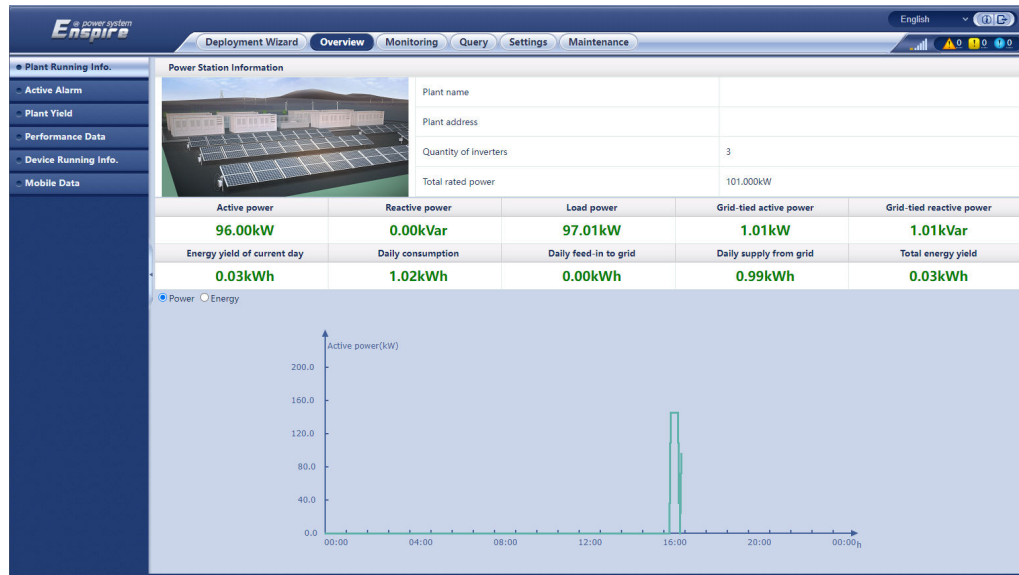 English
e power system
Enspire
Deployment Wizard Overview Monitoring Query Settings Maintenance
0 0 0
Plant Running Info.
Active Alarm
Plant Yield
Performance Data
Device Running Info.
Mobile Data
Power Station Information
Plant name
Plant address
Quantity of inverters 3
Total rated power 101.000kW
Active power Reactive power Load power Grid-tied active power Grid-tied reactive power
96.00kW 0.00kVar 97.01kW 1.01kW 1.01kVar
Energy yield of current day Daily consumption Daily feed-in to grid Daily supply from grid Total energy yield
0.03kWh 1.02kWh 0.00kWh 0.99kWh 0.03kWh
Power Energy
Active power(kW)
200.0
160.0
120.0
80.0
40.0
0.0
00:00 04:00 08:00 12:00 16:00 20:00 00:00 h